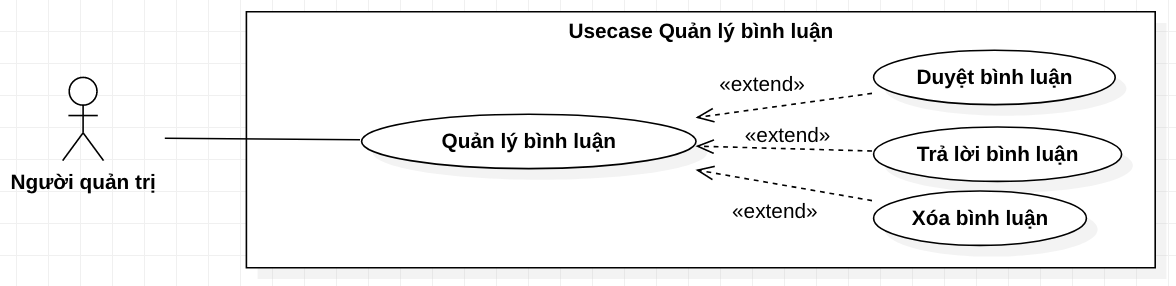 Usecase Quản lý bình luận
«extend»
Duyệt bình luận
«extend»
Quản lý bình luận
Trả lời bình luận
Người quản trị
«extend»
Xóa bình luận